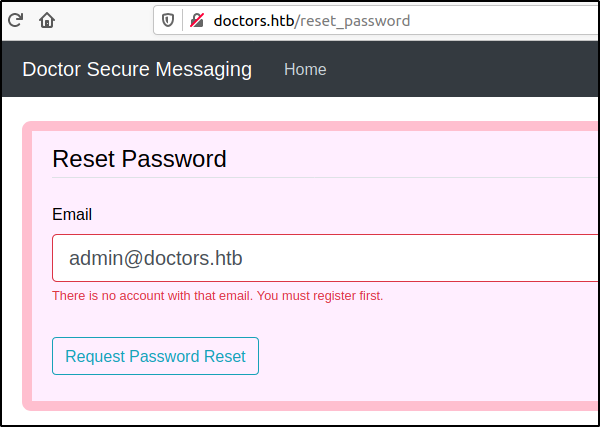 doctors.htb/reset_password
Doctor Secure Messaging Home
Reset Password
Email
admin@doctors.htb
There is no account with that email. You must register first.
Request Password Reset